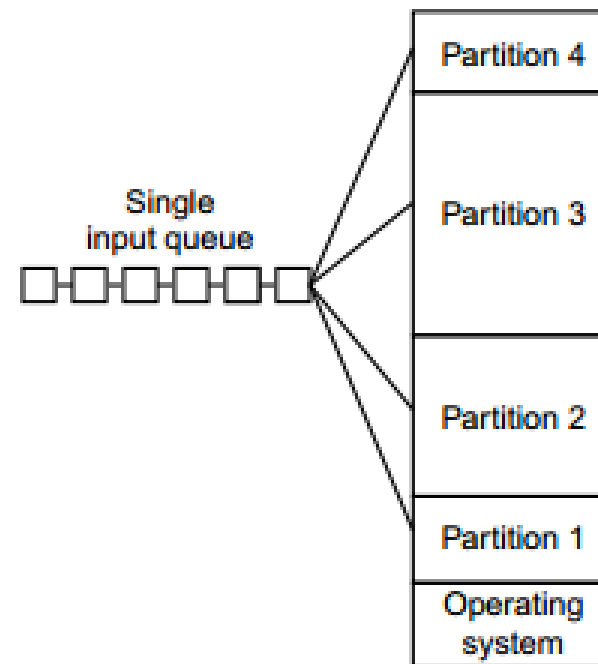 Partition 4
Single
input queue
Partition 3
Partition 2
Partition 1
Operating
system